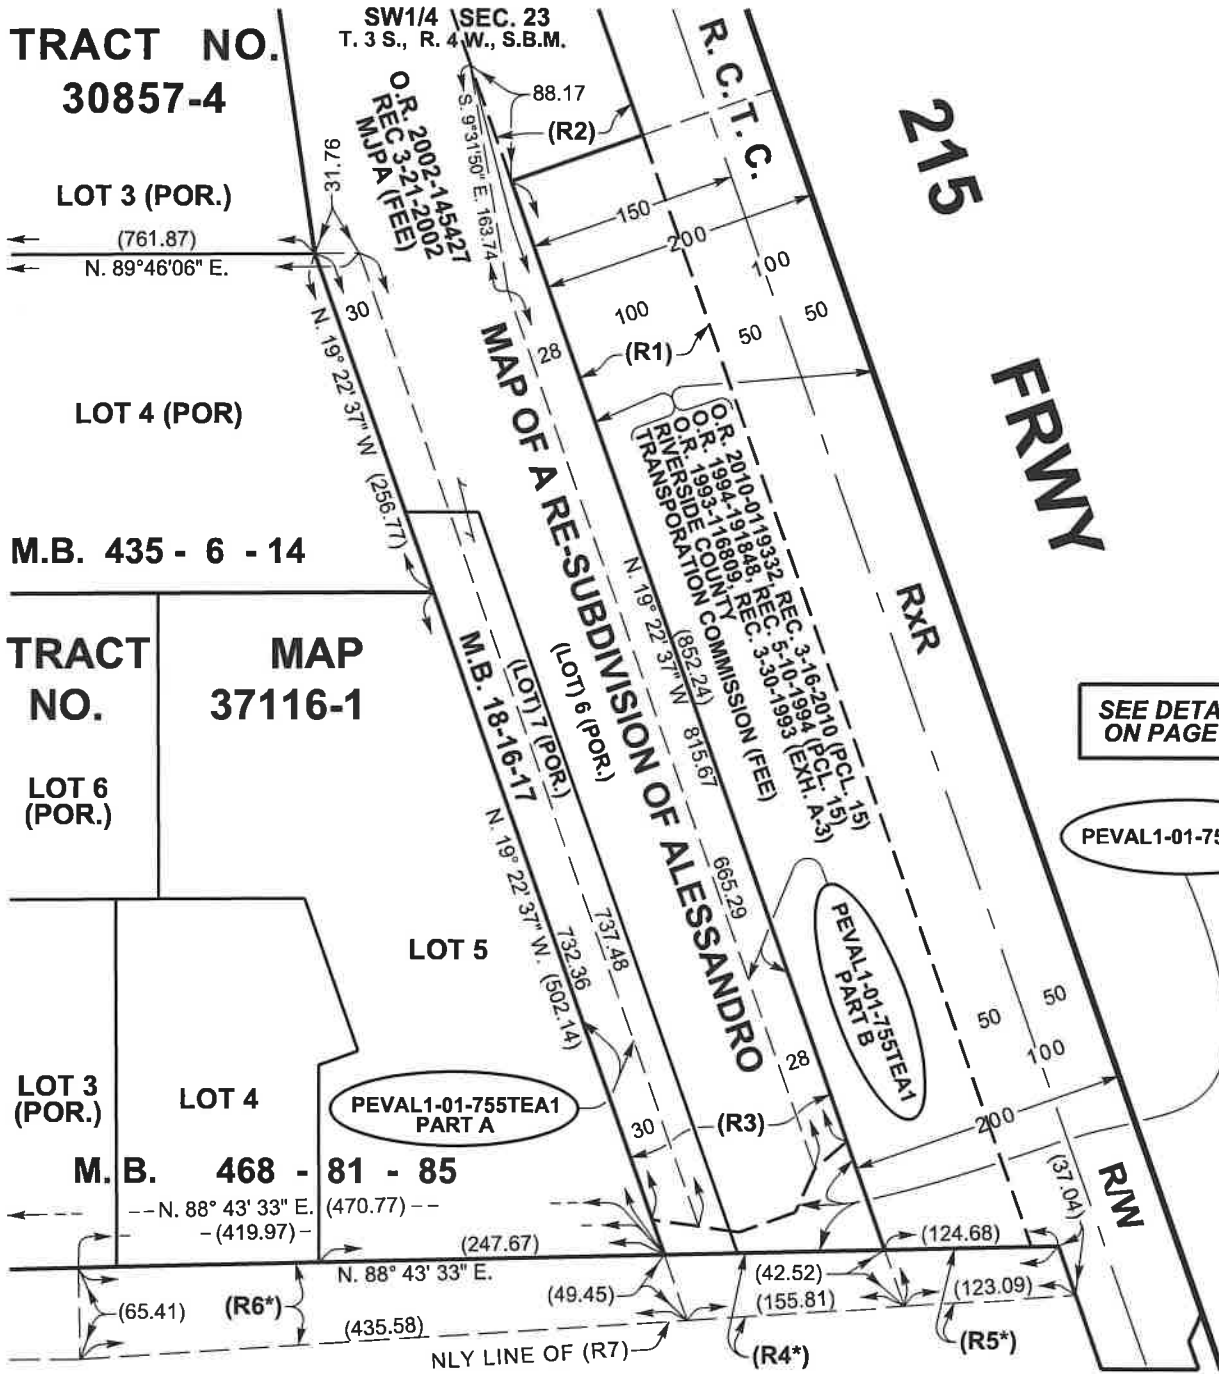 SW1/4 SEC. 23
T. 3 S., R. 4 W., S.B.M.
TRACT NO.
30857-4
R. C. T. C.
215
FRWY
88.17
(R2)
S. 9°31'50" E. 163.74
O.R. 2002-145427
REC 3-21-2002
MJPA (FEE)
31.76
LOT 3 (POR.)
(761.87)
N. 89°46'06" E.
150
200
100
100
50
50
(R1)
30
28
N. 19° 22' 37" W (256.77)
LOT 4 (POR)
MAP OF A RE-SUBDIVISION OF ALESSANDRO
O.R. 2010-0119332, REC. 3-16-2010 (PCL. 15)
O.R. 1994-191848, REC. 5-10-1994 (PCL. 15)
O.R. 1993-116809, REC. 3-30-1993 (EXH. A-3)
RIVERSIDE COUNTY
TRANSPORATION COMMISSION (FEE)
M.B. 435 - 6 - 14
RxR
N. 19° 22' 37" W 815.67
(852.24)
TRACT MAP
NO. 37116-1
M.B. 18-16-17
(LOT) 7 (POR.)
(LOT) 6 (POR.)
SEE DETA
ON PAGE
LOT 6
(POR.)
PEVAL1-01-75
N. 19° 22' 37" W. (502.14)
732.36
737.48
665.29
LOT 5
PEVAL1-01-755TEA1
PART B
50
50
100
28
LOT 3
(POR.)
LOT 4
PEVAL1-01-755TEA1
PART A
30
(R3)
200
M.B. 468 - 81 - 85
(37.04)
R/W
N. 88° 43' 33" E. (470.77)
(419.97)
(247.67)
(124.68)
N. 88° 43' 33" E.
(42.52)
(65.41)
(R6*)
(49.45)
(155.81)
(123.09)
(435.58)
NLY LINE OF (R7)
(R4*)
(R5*)